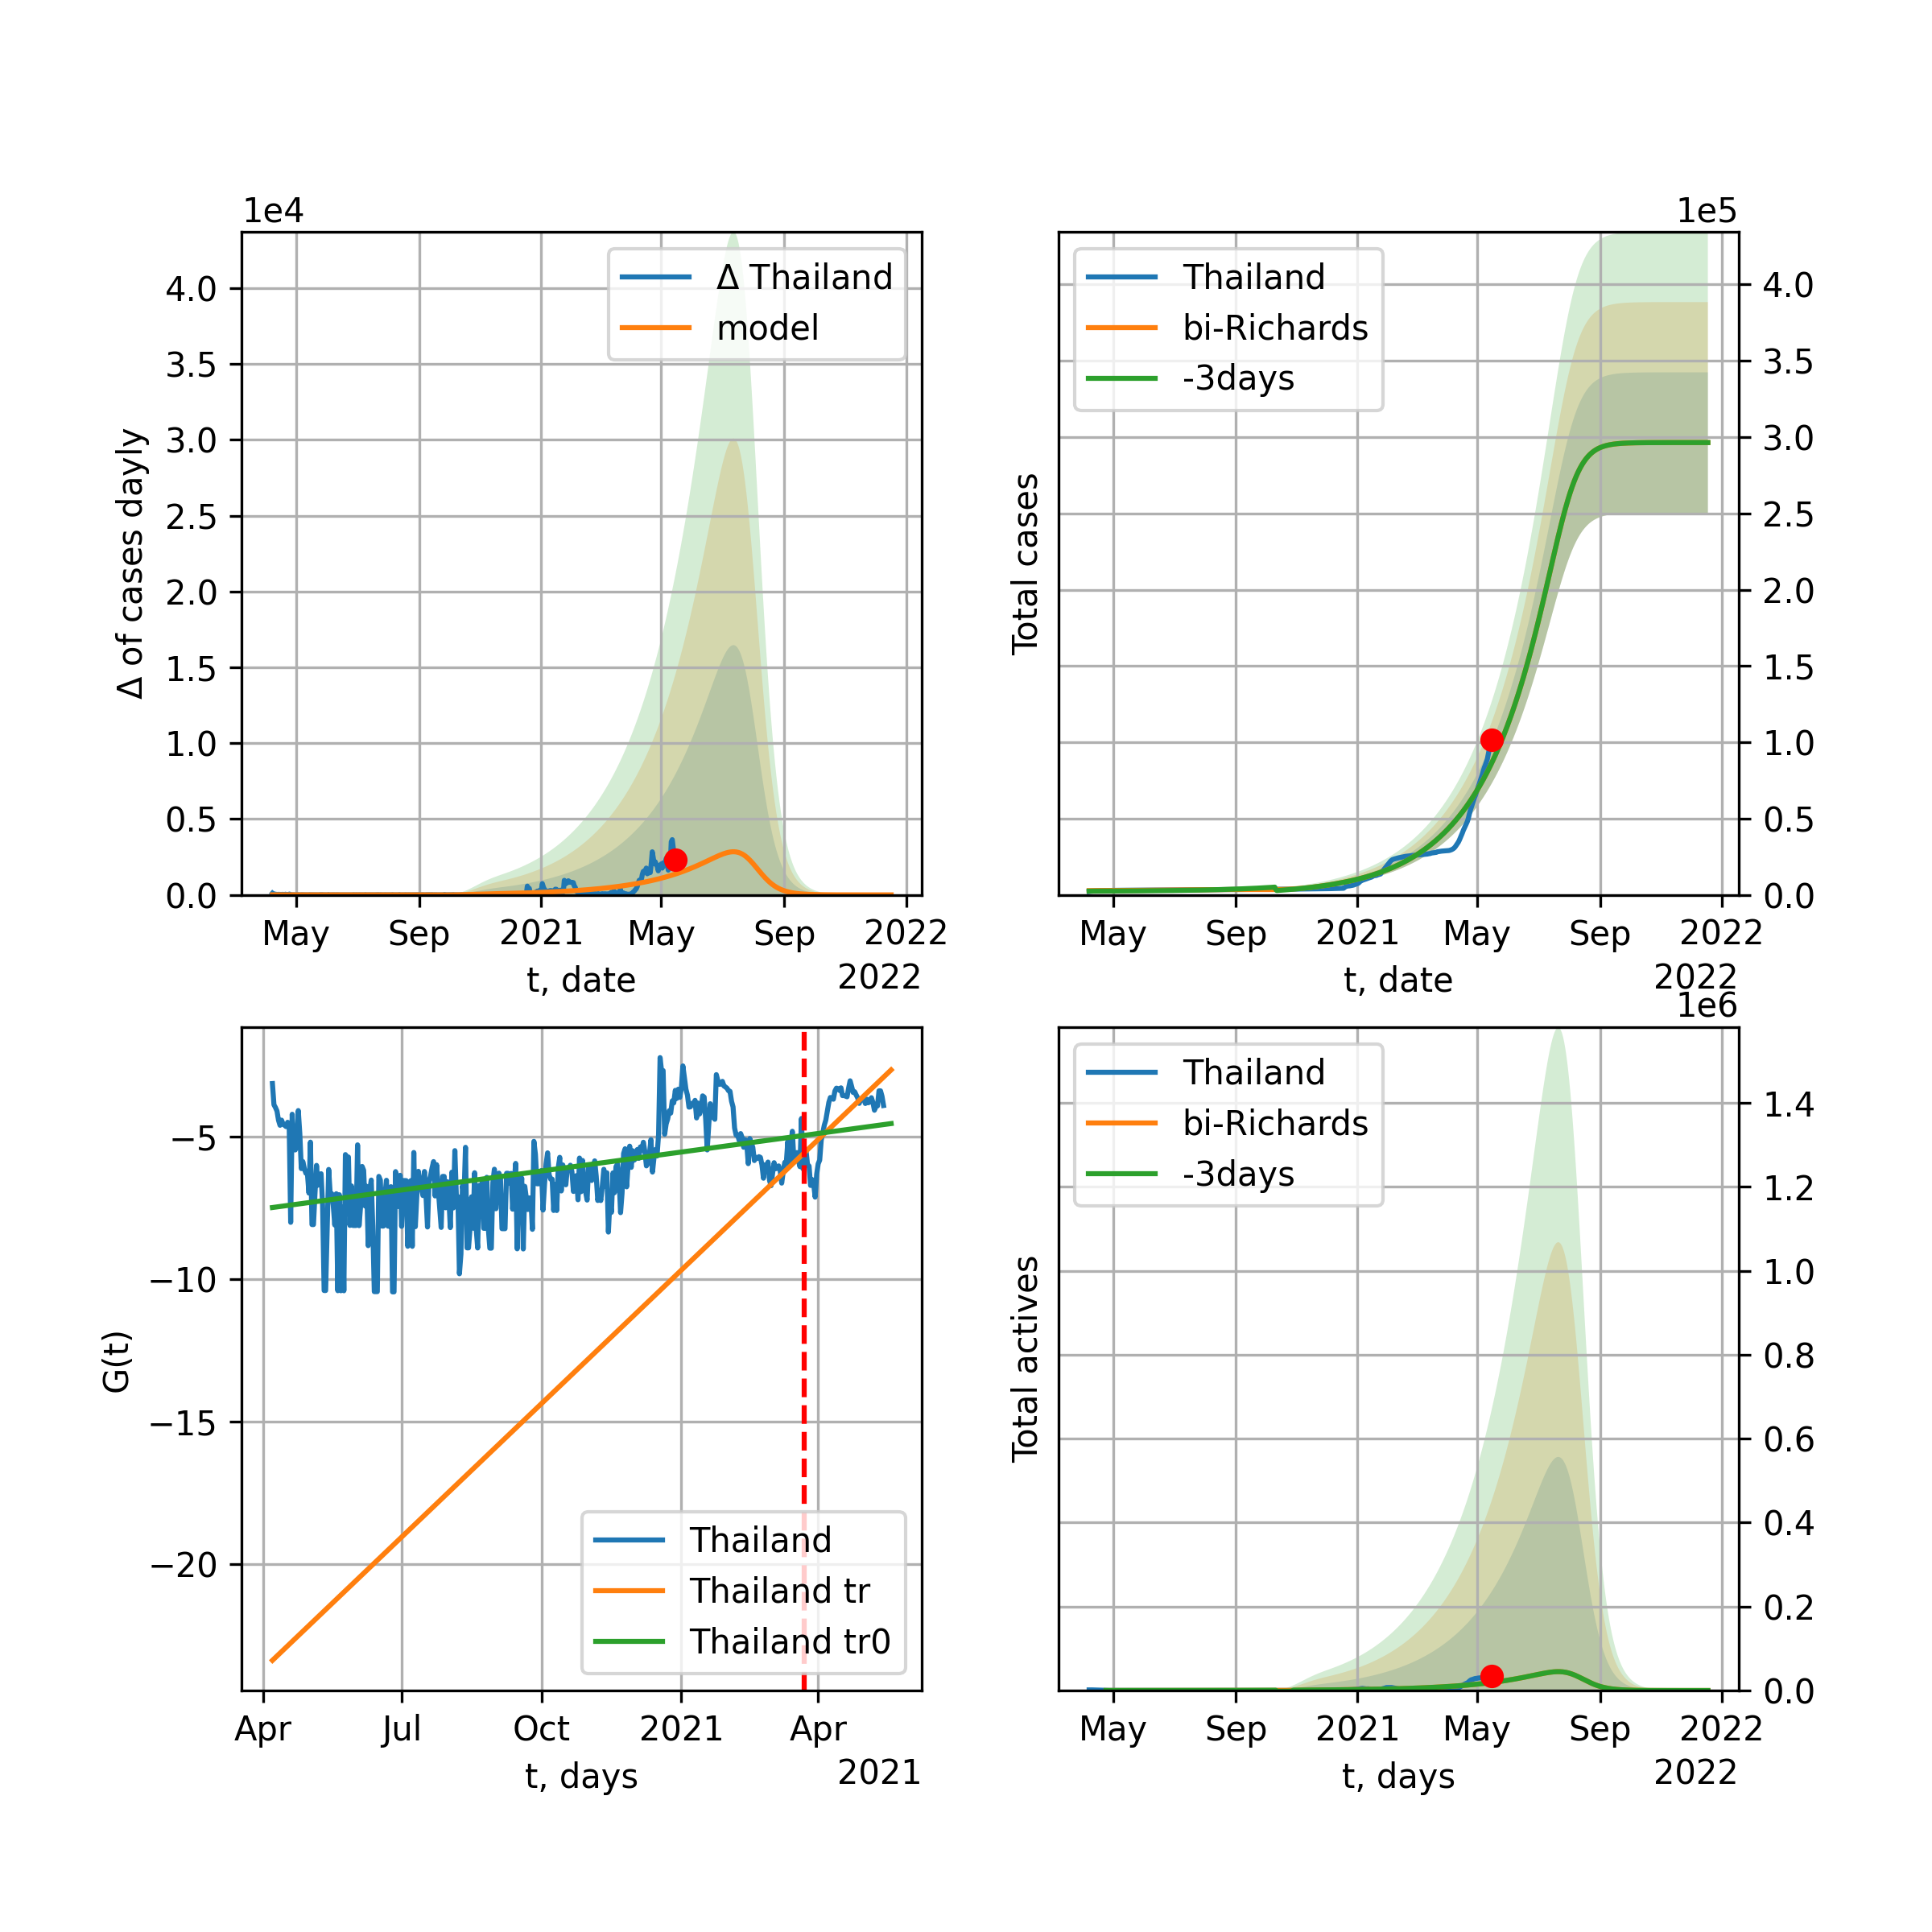 1e4
Δ Thailand
model
4.0
3.5
3.0
2.5
2.0
1.5
1.0
0.5
0.0
Δ of cases dayly
May Sep 2021 May Sep 2022
t, date
2022
1e5
Thailand
bi-Richards
-3days
4.0
3.5
3.0
2.5
2.0
1.5
1.0
0.5
0.0
Total cases
May Sep 2021 May Sep 2022
t, date
2022
−5
−10
−15
−20
G(t)
Thailand
Thailand tr
Thailand tr0
Apr Jul Oct 2021 Apr
t, days
2021
1e6
Thailand
bi-Richards
-3days
1.4
1.2
1.0
0.8
0.6
0.4
0.2
0.0
Total actives
May Sep 2021 May Sep 2022
t, days
2022